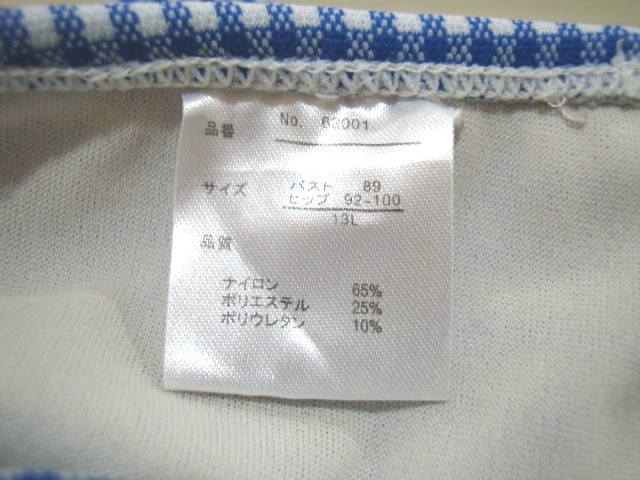 品番 No. 62001
サイズ バスト 89
ヒップ 92-100
13L
品質
ナイロン 65%
ポリエステル 25%
ポリウレタン 10%